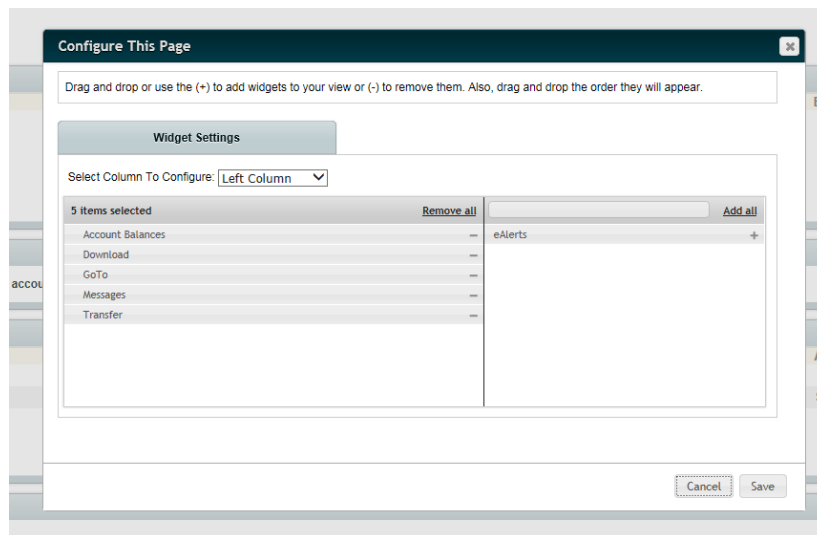 Configure This Page
Drag and drop or use the (+) to add widgets to your view or (-) to remove them. Also, drag and drop the order they will appear.
Widget Settings
Select Column To Configure: Left Column
5 items selected Remove all Add all
Account Balances − eAlerts +
Download −
GoTo −
accou
Messages −
Transfer −
Cancel Save